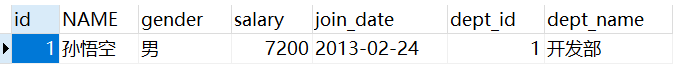 id NAME gender salary join_date dept_id dept_name
1 孙悟空 男 7200 2013-02-24 1 开发部